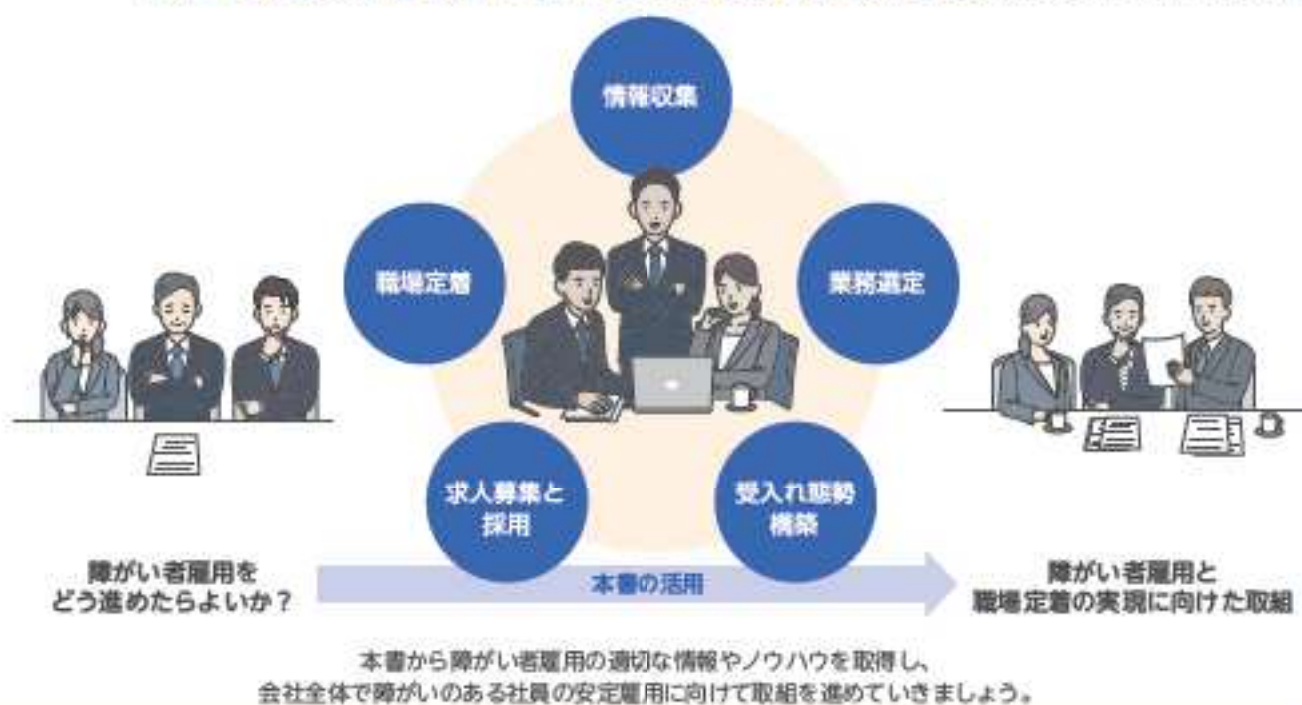 情報収集
職場定着
業務選定
求人募集と
採用
受入れ態勢
構築
障がい者雇用を
どう進めたらよいか？
本書の活用
障がい者雇用と
職場定着の実現に向けた取組
本書から障がい者雇用の適切な情報やノウハウを取得し、
会社全体で障がいのある社員の安定雇用に向けて取組を進めていきましょう。